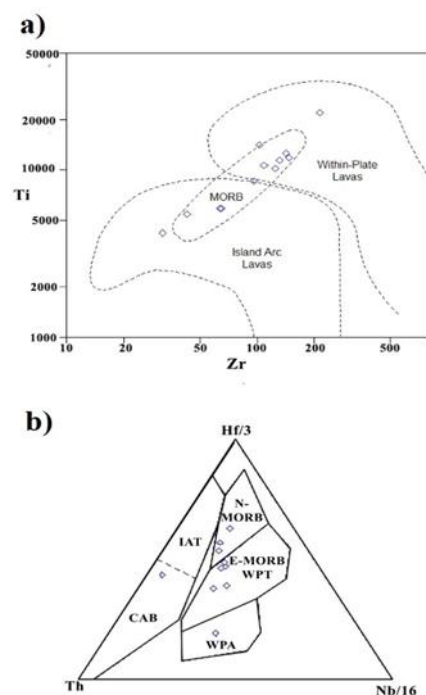 a)
50000
20000
10000
Ti
5000
2000
1000
Within-Plate
Lavas
MORB
Island Arc
Lavas
10
20
50
100
200
500
Zr
b)
Hf/3
N-
MORB
IAT
E-MORB
WPT
CAB
WPA
Th
Nb/16